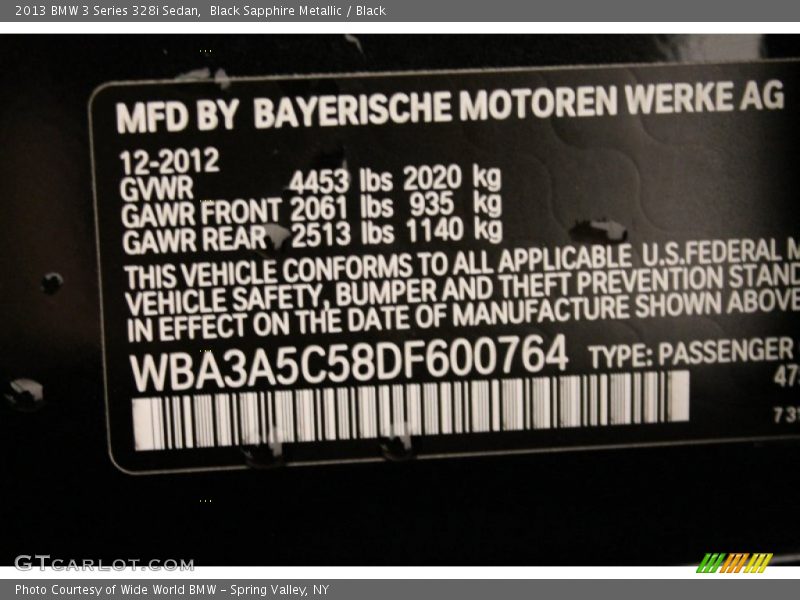 2013 BMW 3 Series 328i Sedan,  Black Sapphire Metallic / Black
MFD BY BAYERISCHE MOTOREN WERKE AG
12-2012
GVWR 4453 lbs 2020 kg
GAWR FRONT 2061 lbs 935 kg
GAWR REAR 2513 lbs 1140 kg
THIS VEHICLE CONFORMS TO ALL APPLICABLE U.S.FEDERAL M
VEHICLE SAFETY, BUMPER AND THEFT PREVENTION STAND
IN EFFECT ON THE DATE OF MANUFACTURE SHOWN ABOVE
WBA3A5C58DF600764 TYPE: PASSENGER
47
73
GTCARLOT.COM
Photo Courtesy of Wide World BMW – Spring Valley, NY